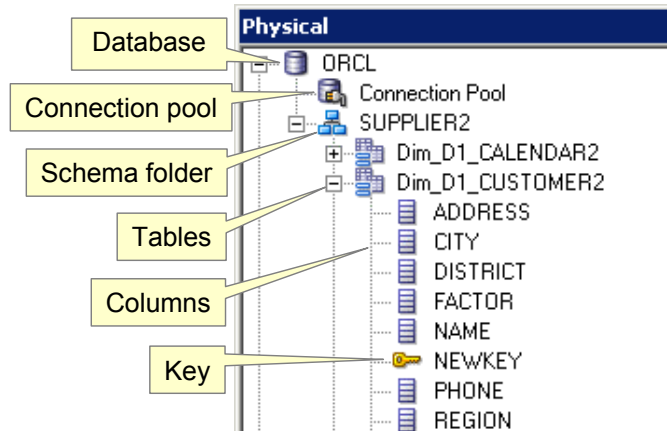 Physical
Database
ORCL
Connection pool
Connection Pool
SUPPLIER2
Schema folder
Dim_D1_CALENDAR2
Dim_D1_CUSTOMER2
Tables
ADDRESS
CITY
DISTRICT
Columns
FACTOR
NAME
Key
NEWKEY
PHONE
REGION